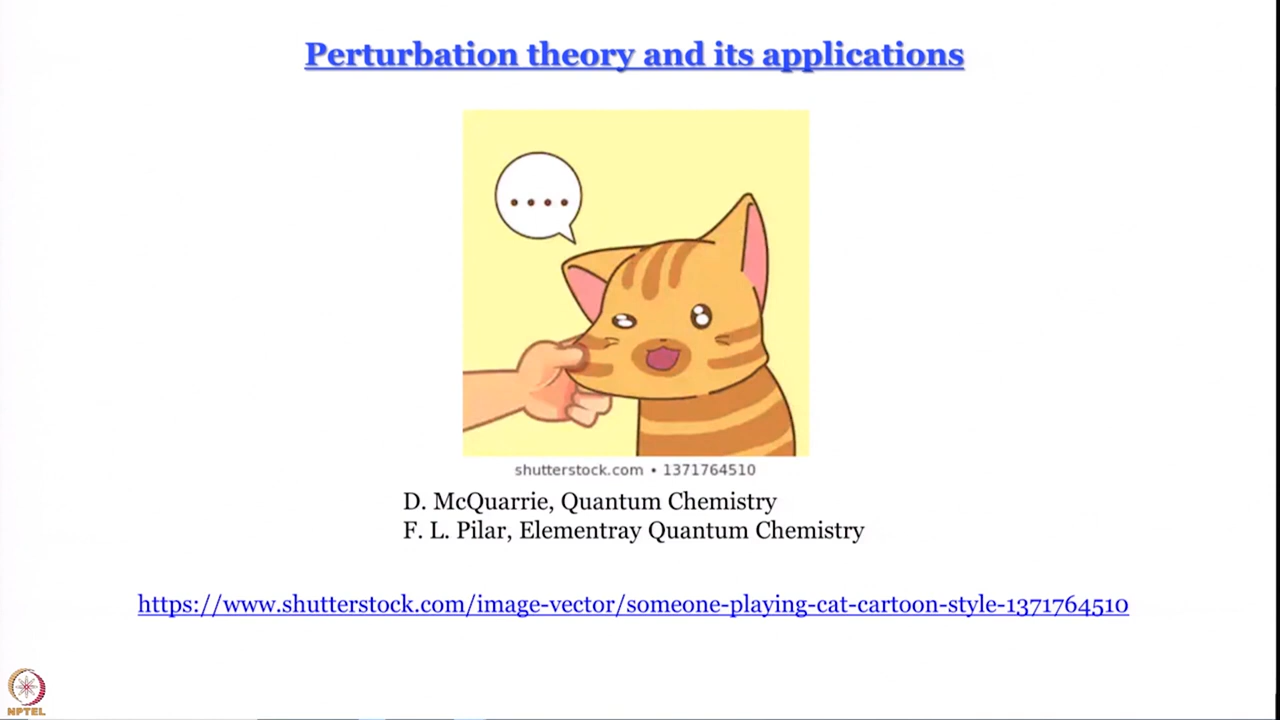 Perturbation theory and its applications
....
shutterstock.com • 1371764510
D. McQuarrie, Quantum Chemistry
F. L. Pilar, Elementray Quantum Chemistry
https://www.shutterstock.com/image-vector/someone-playing-cat-cartoon-style-1371764510
NPTEL